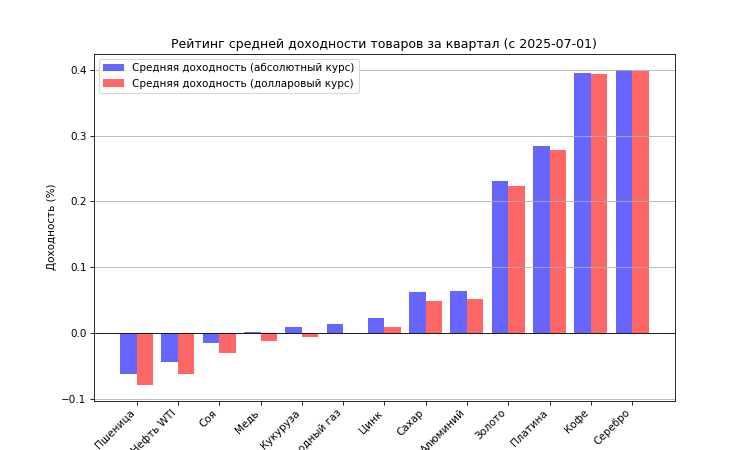 Рейтинг средней доходности товаров за квартал (с 2025-07-01)
Средняя доходность (абсолютный курс)
Средняя доходность (долларовый курс)
Доходность (%)
0.4
0.3
0.2
0.1
0.0
−0.1
Пшеница
Нефть WTI
Соя
Медь
Кукуруза
одный газ
Цинк
Сахар
Алюминий
Золото
Платина
Кофе
Серебро